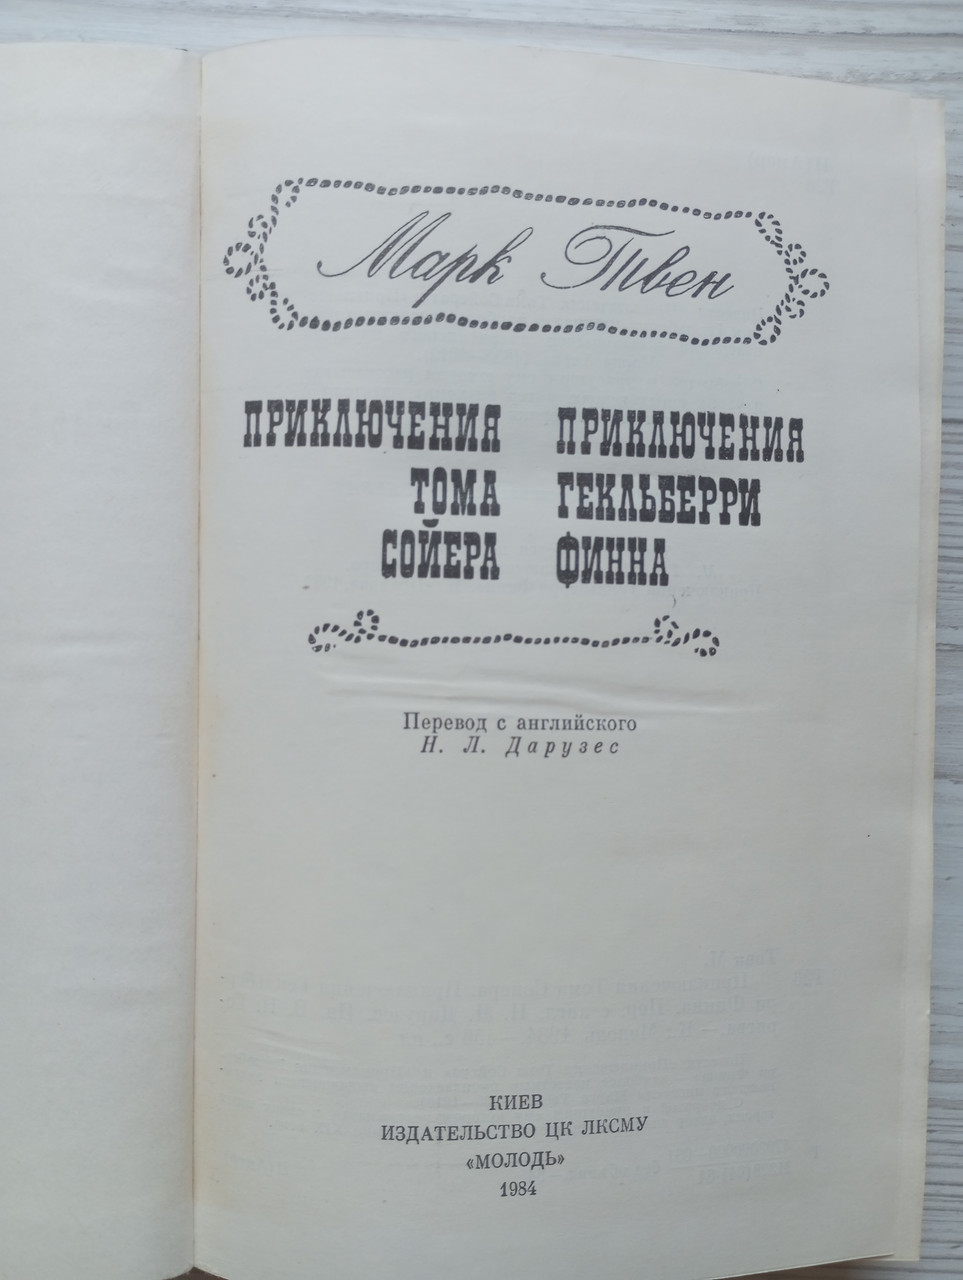 Марк Твен
ПРИКЛЮЧЕНИЯ
ТОМА
СОЙЕРА
ПРИКЛЮЧЕНИЯ
ГЕКЛЬБЕРРИ
ФИННА
Перевод с английского
Н. Л. Дарузес
КИЕВ
ИЗДАТЕЛЬСТВО ЦК ЛКСМУ
«МОЛОДЬ»
1984